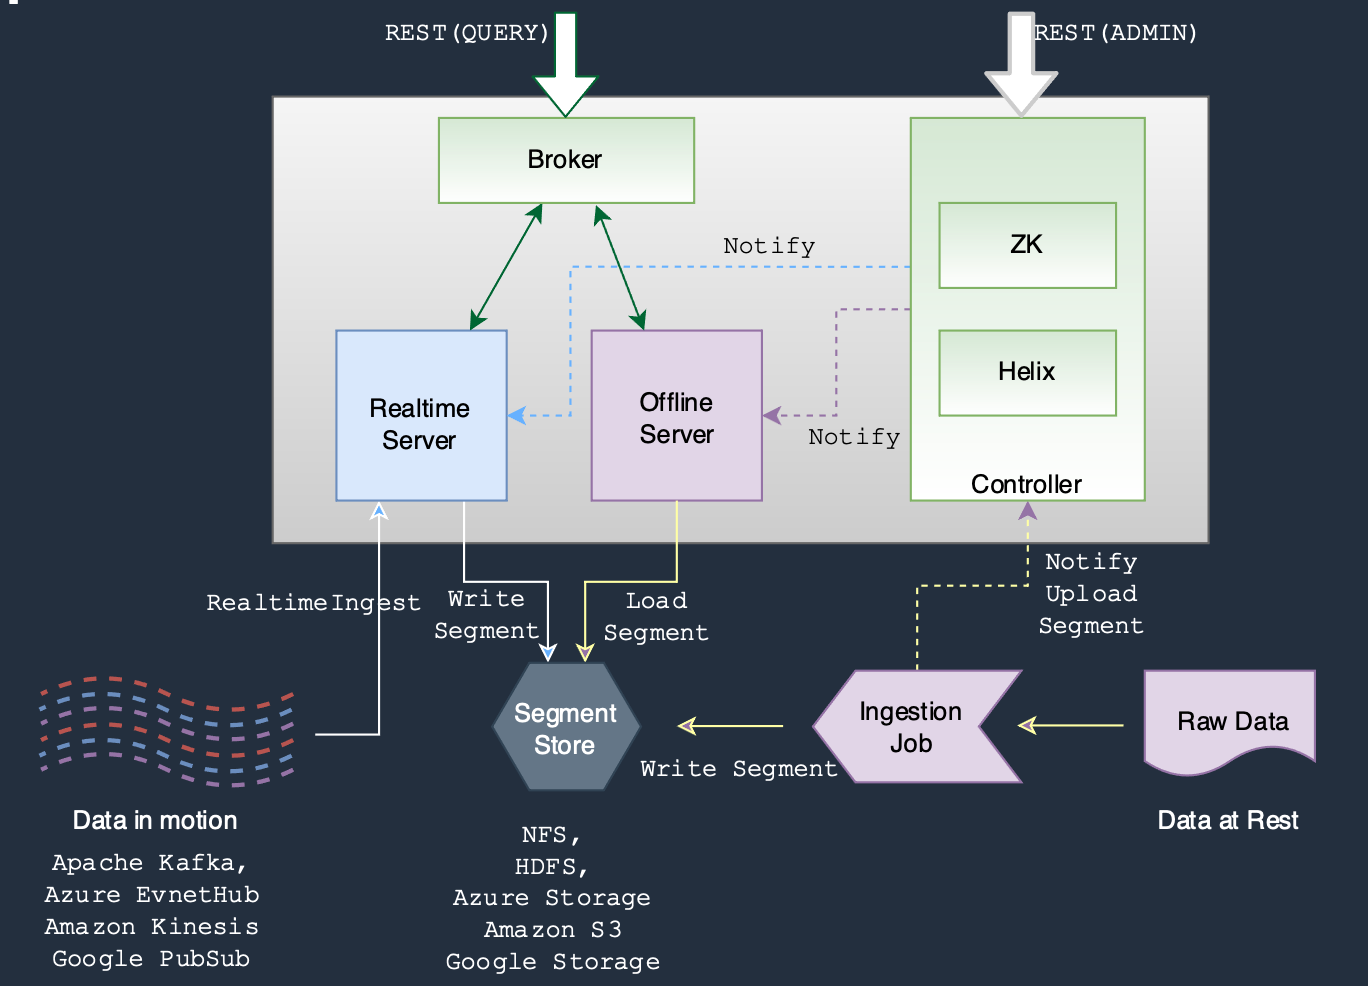 REST(QUERY)
REST(ADMIN)
Broker
Notify
ZK
Helix
Realtime
Server
Offline
Server
Notify
Controller
RealtimeIngest
Write
Segment
Load
Segment
Notify
Upload
Segment
Segment
Store
Write Segment
Ingestion
Job
Raw Data
Data in motion
Apache Kafka,
Azure EvnetHub
Amazon Kinesis
Google PubSub
NFS,
HDFS,
Azure Storage
Amazon S3
Google Storage
Data at Rest